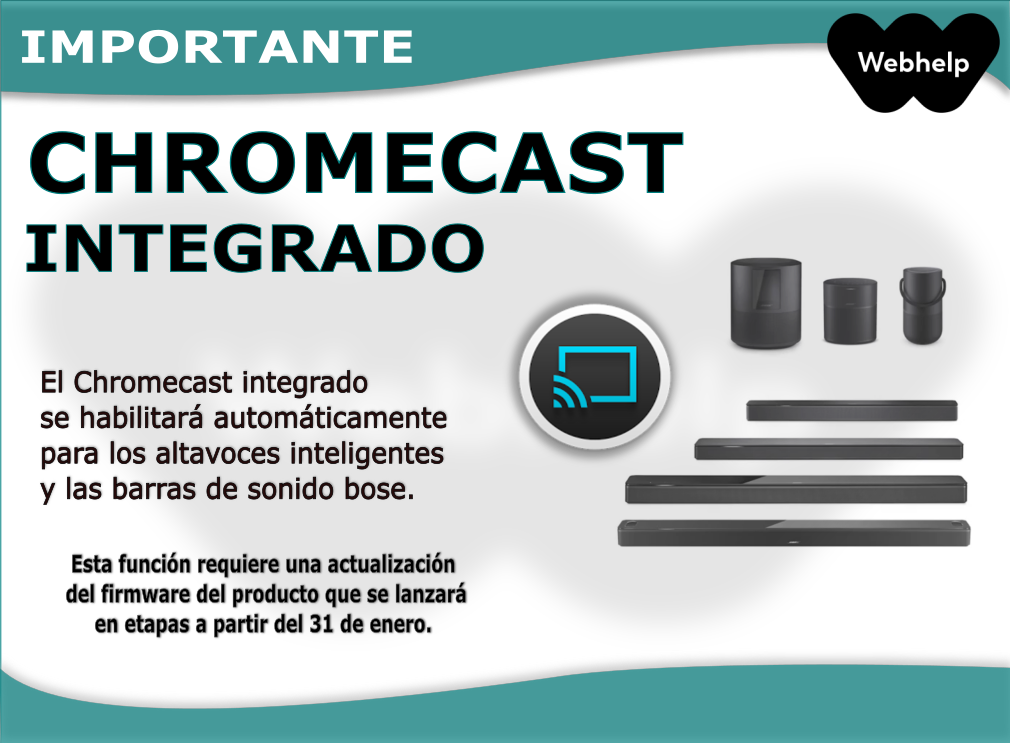 IMPORTANTE
Webhelp
CHROMECAST
INTEGRADO
El Chromecast integrado
se habilitará automáticamente
para los altavoces inteligentes
y las barras de sonido bose.
Esta función requiere una actualización
del firmware del producto que se lanzará
en etapas a partir del 31 de enero.